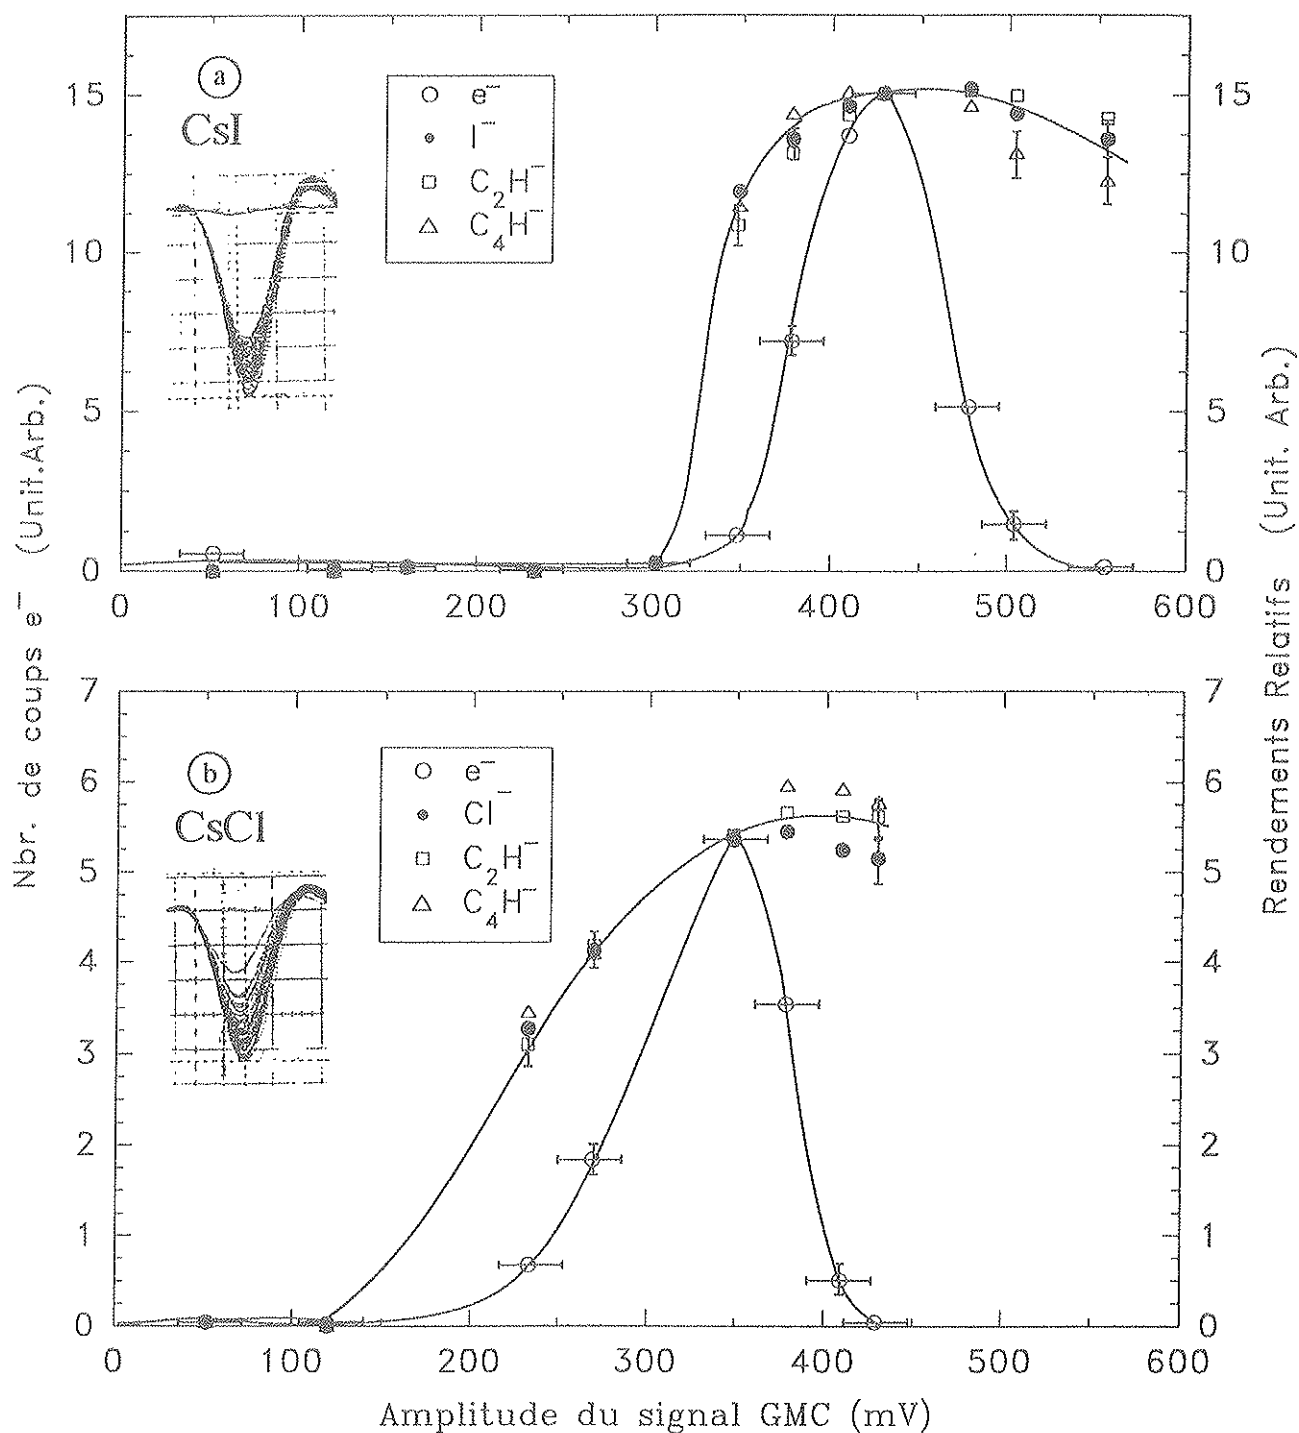 a
CsI
e⁻
I⁻
C₂H⁻
C₄H⁻
15
10
5
0
15
10
5
0
0 100 200 300 400 500 600
Nbr. de coups e⁻ (Unit.Arb.)
Rendements Relatifs (Unit. Arb.)
b
CsCl
e⁻
Cl⁻
C₂H⁻
C₄H⁻
7
6
5
4
3
2
1
0
7
6
5
4
3
2
1
0
0 100 200 300 400 500 600
Amplitude du signal GMC (mV)